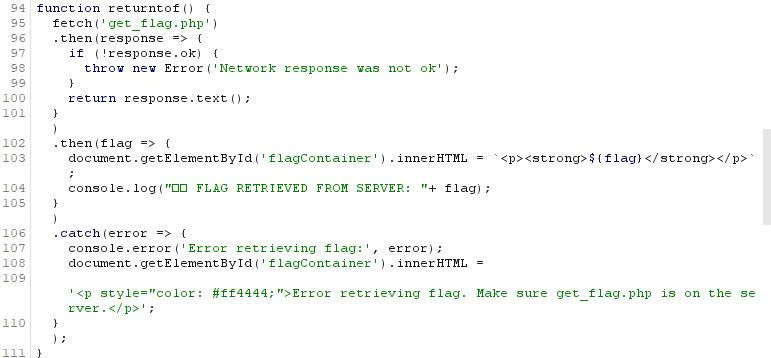 94 function returntof() {
95 fetch('get_flag.php')
96 .then(response => {
97 if (!response.ok) {
98 throw new Error('Network response was not ok');
99 }
100 return response.text();
101 }
)
102 .then(flag => {
103 document.getElementById('flagContainer').innerHTML = `<p><strong>${flag}</strong></p>`
;
104 console.log("□□ FLAG RETRIEVED FROM SERVER: "+ flag);
105 }
)
106 .catch(error => {
107 console.error('Error retrieving flag:', error);
108 document.getElementById('flagContainer').innerHTML =
109
'<p style="color: #ff4444;">Error retrieving flag. Make sure get_flag.php is on the se
rver.</p>';
110 }
);
111 }